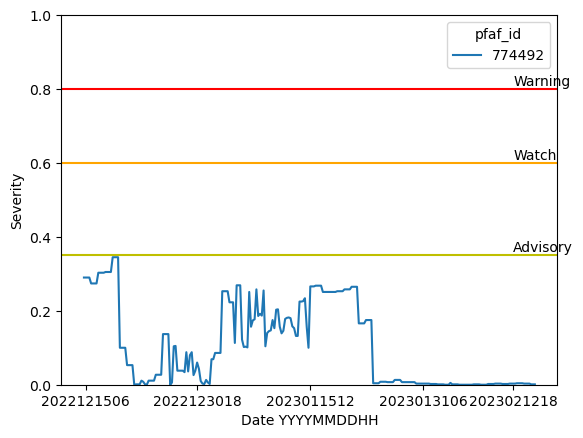 1.0
pfaf_id
774492
0.8
Warning
0.6
Watch
Severity
0.4
Advisory
0.2
0.0
2022121506
2022123018
2023011512
2023013106
2023021218
Date YYYYMMDDHH